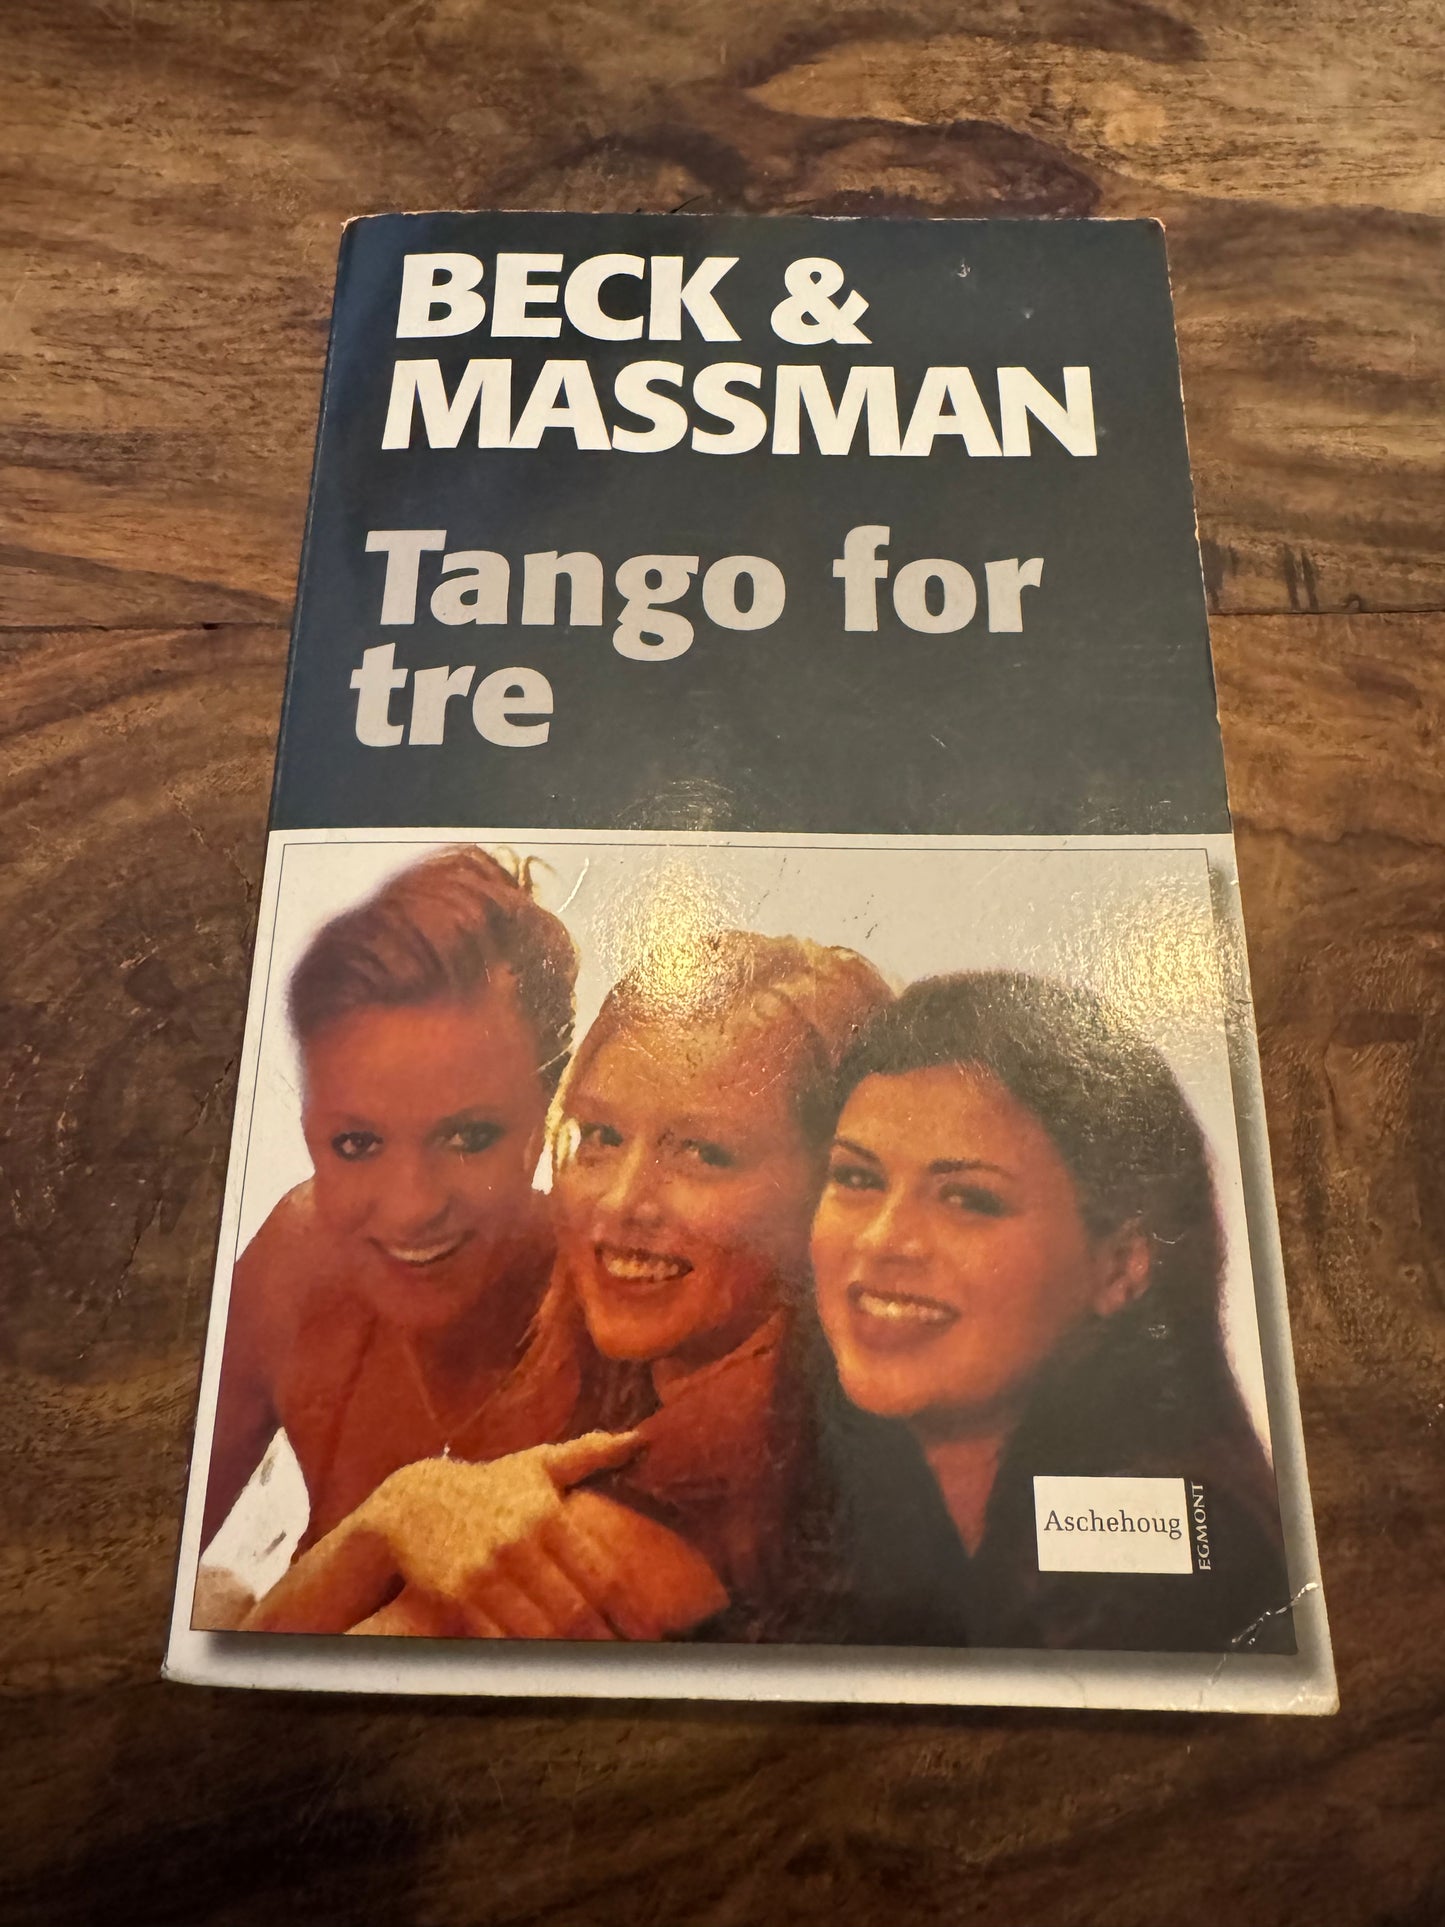 BECK &
MASSMAN
Tango for
tre
Aschehoug
EGMONT